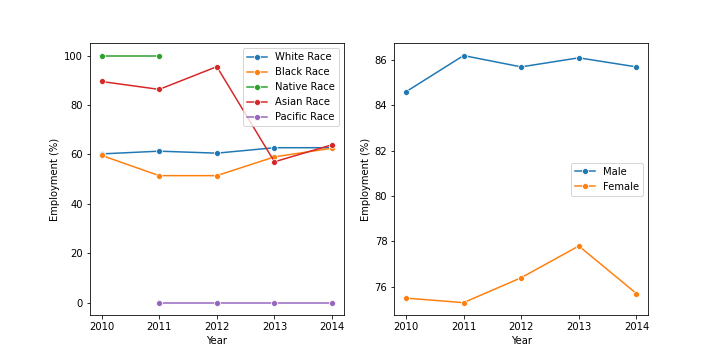 100
80
60
40
20
0
Employment (%)
2010 2011 2012 2013 2014
Year
White Race
Black Race
Native Race
Asian Race
Pacific Race
86
84
82
80
78
76
Employment (%)
2010 2011 2012 2013 2014
Year
Male
Female